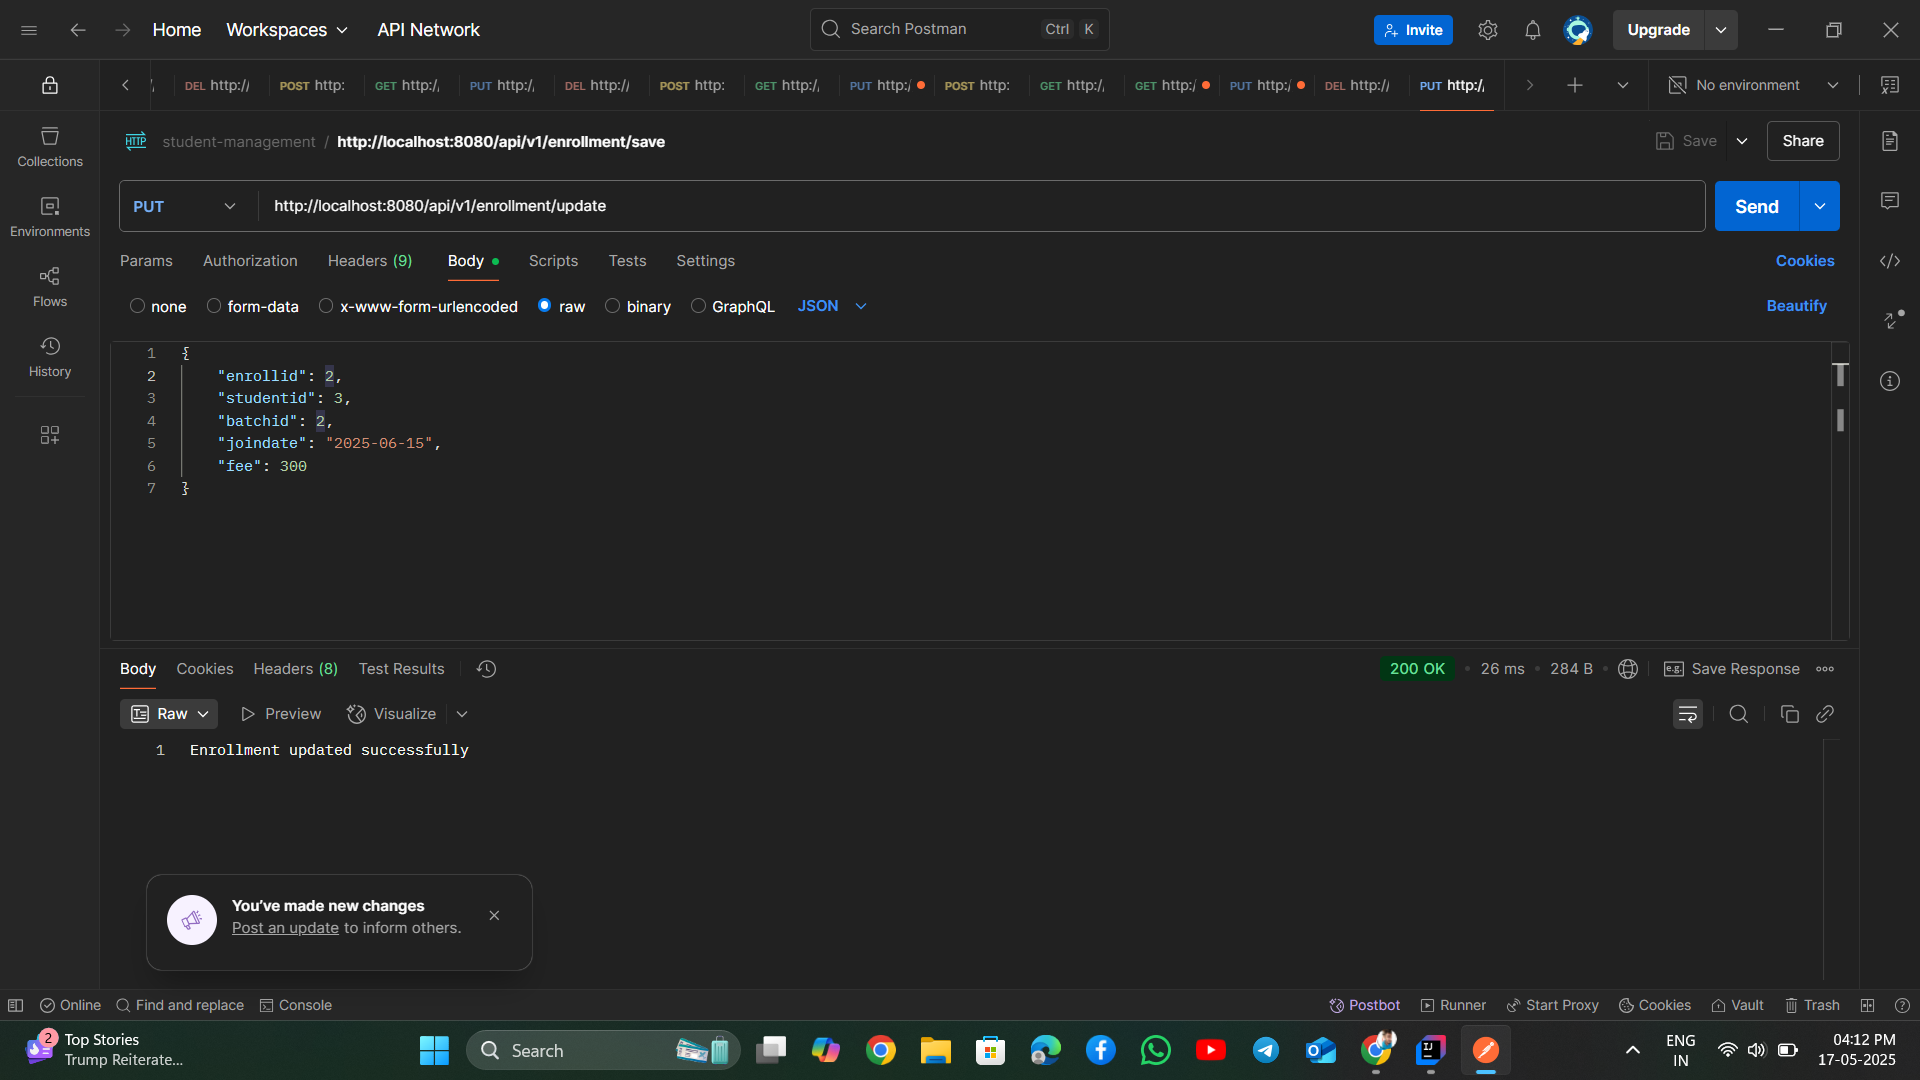 Home Workspaces API Network Search Postman Ctrl K Invite Upgrade
DEL http:// POST http: GET http:/ PUT http:/ DEL http:// POST http: GET http:/ PUT http:/ POST http: GET http:/ GET http:/ PUT http:/ DEL http:// PUT http:/ No environment
student-management / http://localhost:8080/api/v1/enrollment/save Save Share
PUT http://localhost:8080/api/v1/enrollment/update Send
Params Authorization Headers (9) Body Scripts Tests Settings Cookies
none form-data x-www-form-urlencoded raw binary GraphQL JSON Beautify
Collections
Environments
Flows
History
1 {
2 "enrollid": 2,
3 "studentid": 3,
4 "batchid": 2,
5 "joindate": "2025-06-15",
6 "fee": 300
7 }
Body Cookies Headers (8) Test Results 200 OK 26 ms 284 B e.g. Save Response
Raw Preview Visualize
1 Enrollment updated successfully
You've made new changes
Post an update to inform others.
Online Find and replace Console Postbot Runner Start Proxy Cookies Vault Trash
2 Top Stories
Trump Reiterate...
Search
ENG
IN
04:12 PM
17-05-2025